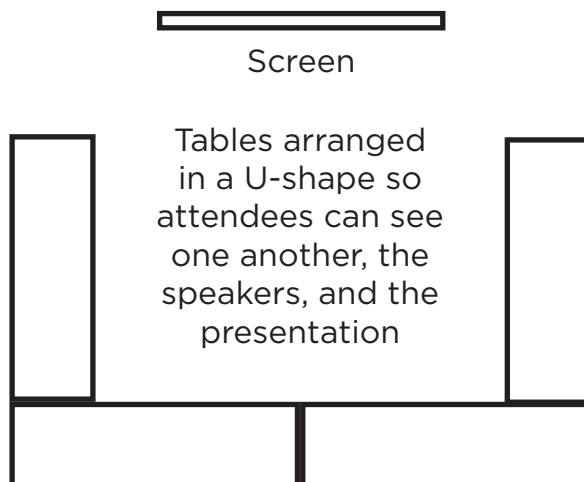 Screen
Tables arranged
in a U-shape so
attendees can see
one another, the
speakers, and the
presentation